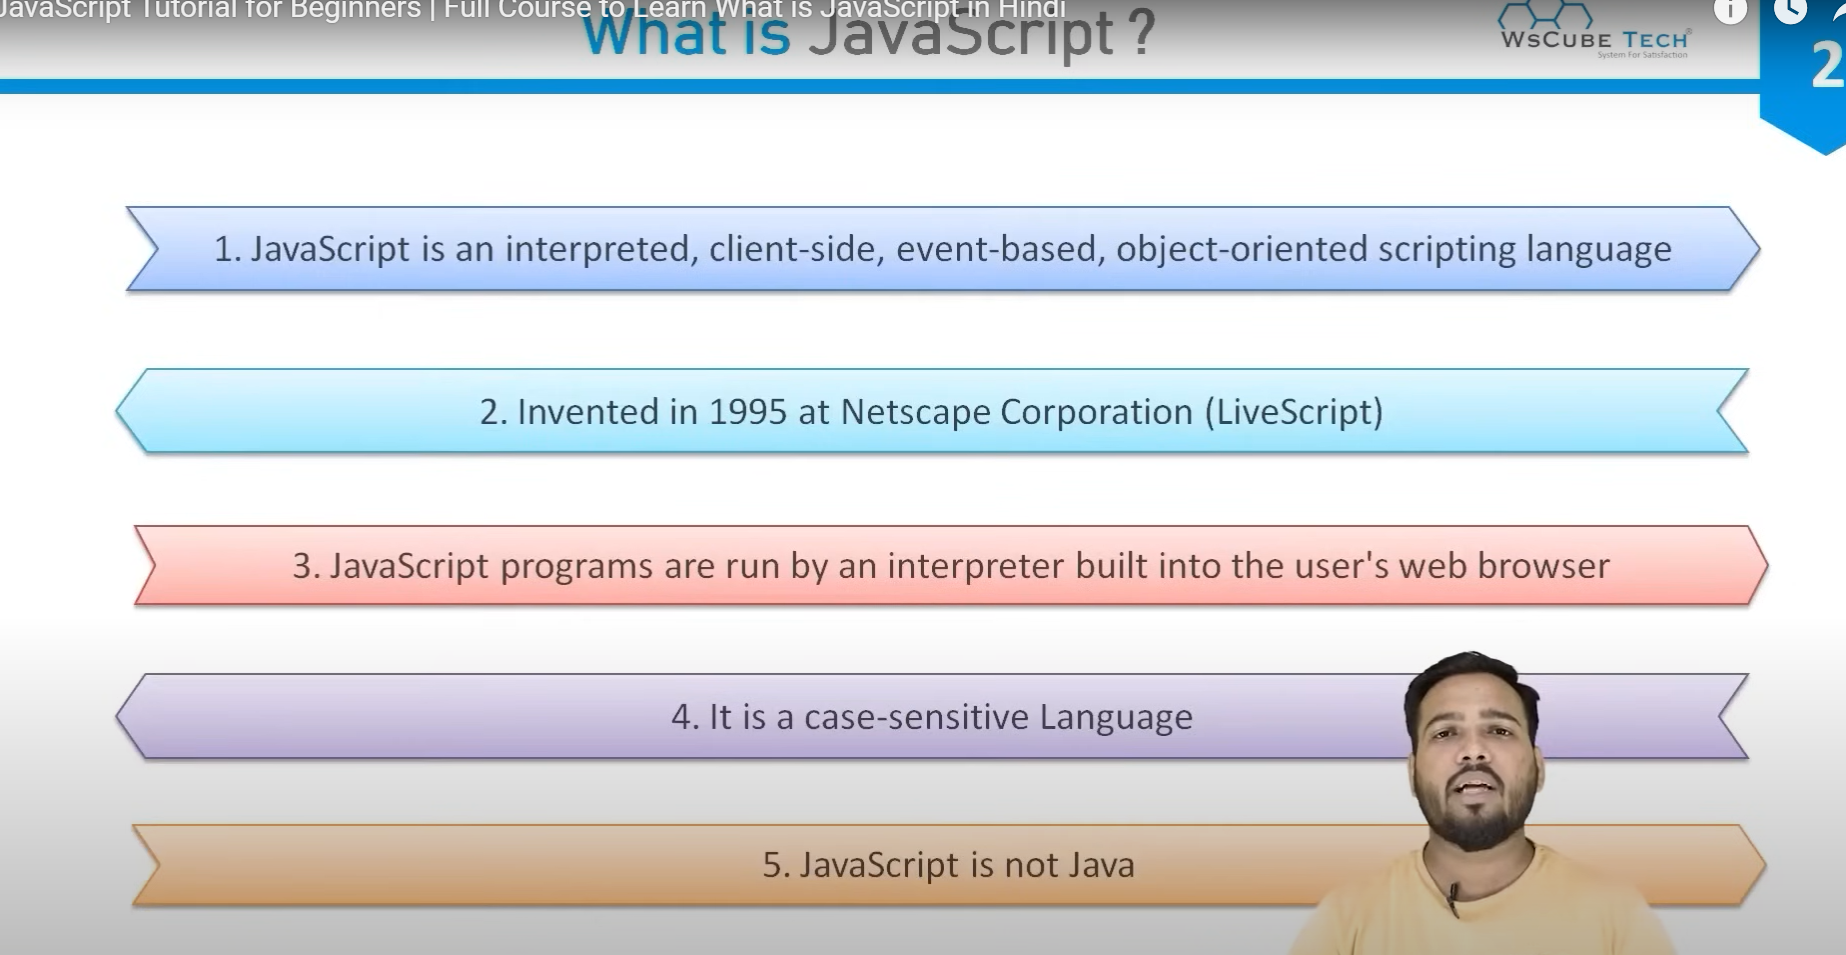 JavaScript Tutorial for Beginners | Full Course to Learn What is JavaScript in Hindi
What is JavaScript ?
WSCUBE TECH®
System For Satisfaction
2
1. JavaScript is an interpreted, client-side, event-based, object-oriented scripting language
2. Invented in 1995 at Netscape Corporation (LiveScript)
3. JavaScript programs are run by an interpreter built into the user's web browser
4. It is a case-sensitive Language
5. JavaScript is not Java